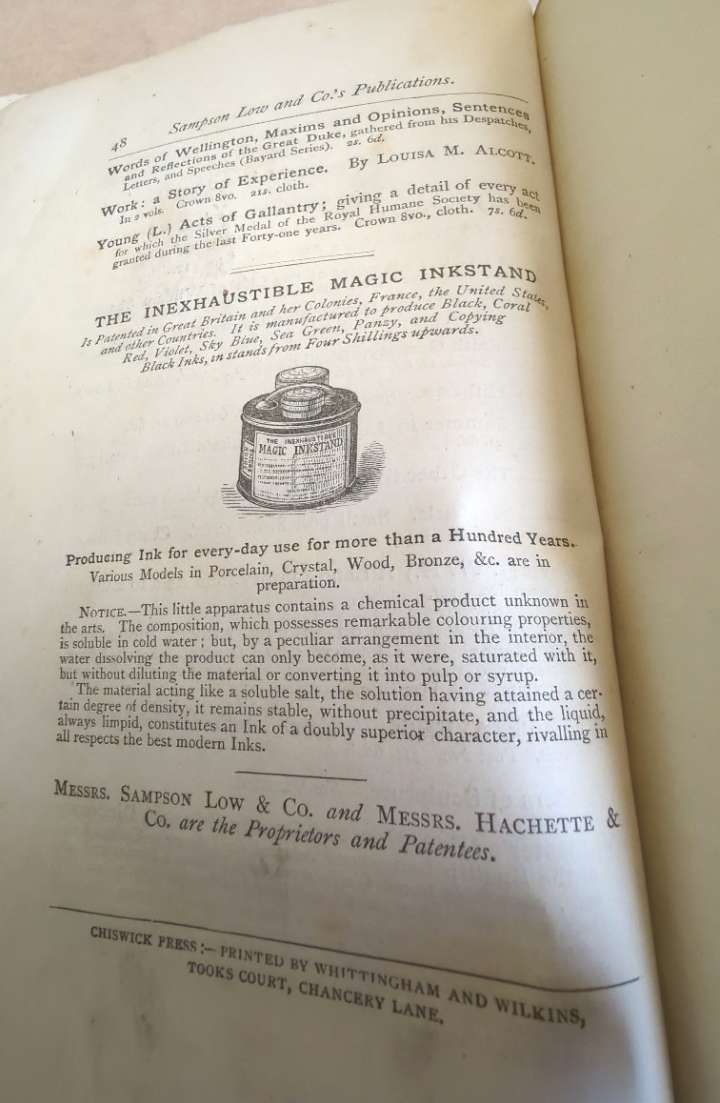 48 Sampson Low and Co.'s Publications.
Words of Wellington, Maxims and Opinions, Sentences
and Reflections of the Great Duke, gathered from his Despatches,
Letters, and Speeches (Bayard Series). 2s. 6d.
Work: a Story of Experience. By Louisa M. Alcott.
In 2 vols. Crown 8vo. 21s. cloth.
Young (L.) Acts of Gallantry; giving a detail of every act
for which the Silver Medal of the Royal Humane Society has been
granted during the last Forty-one years. Crown 8vo., cloth. 7s. 6d.
THE INEXHAUSTIBLE MAGIC INKSTAND
Is Patented in Great Britain and her Colonies, France, the United States,
and other Countries. It is manufactured to produce Black, Coral
Red, Violet, Sky Blue, Sea Green, Panzy, and Copying
Black Inks, in stands from Four Shillings upwards.
THE INEXHAUSTIBLE
MAGIC INKSTAND
Producing Ink for every-day use for more than a Hundred Years.
Various Models in Porcelain, Crystal, Wood, Bronze, &c. are in
preparation.
NOTICE.—This little apparatus contains a chemical product unknown in
the arts. The composition, which possesses remarkable colouring properties,
is soluble in cold water; but, by a peculiar arrangement in the interior, the
water dissolving the product can only become, as it were, saturated with it,
but without diluting the material or converting it into pulp or syrup.
The material acting like a soluble salt, the solution having attained a cer-
tain degree of density, it remains stable, without precipitate, and the liquid,
always limpid, constitutes an Ink of a doubly superior character, rivalling in
all respects the best modern Inks.
MESSRS. SAMPSON LOW & CO. and MESSRS. HACHETTE &
CO. are the Proprietors and Patentees.
CHISWICK PRESS:—PRINTED BY WHITTINGHAM AND WILKINS,
TOOKS COURT, CHANCERY LANE.